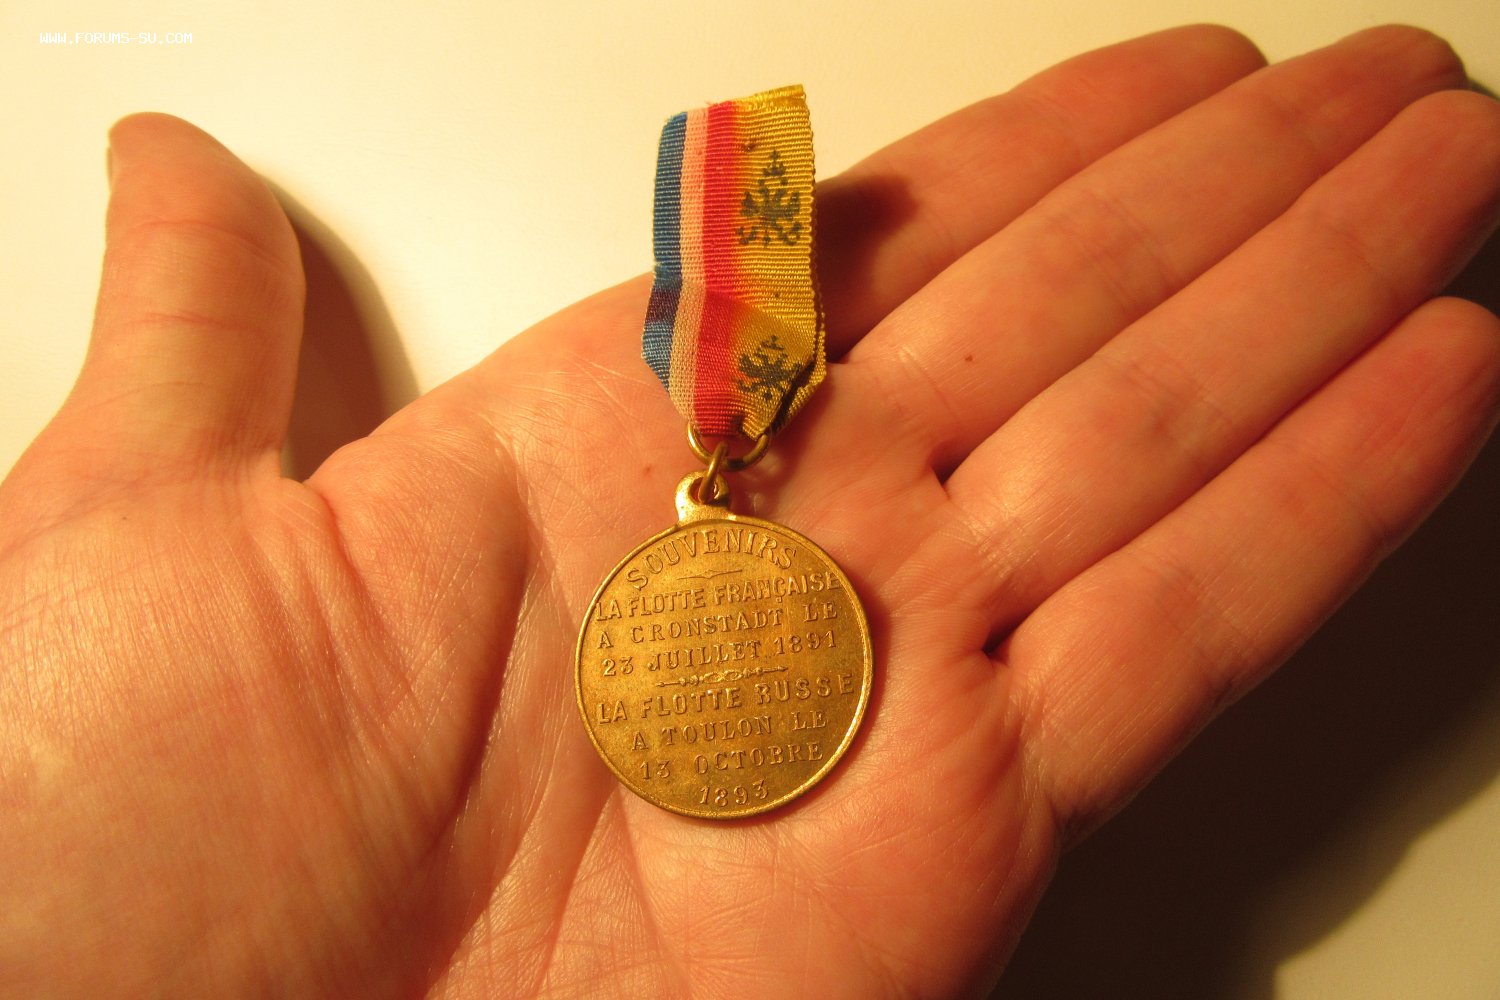 WWW.FORUMS-SU.COM
SOUVENIRS
LA FLOTTE FRANÇAISE
A CRONSTADT LE
23 JUILLET 1891
LA FLOTTE RUSSE
A TOULON LE
13 OCTOBRE
1893